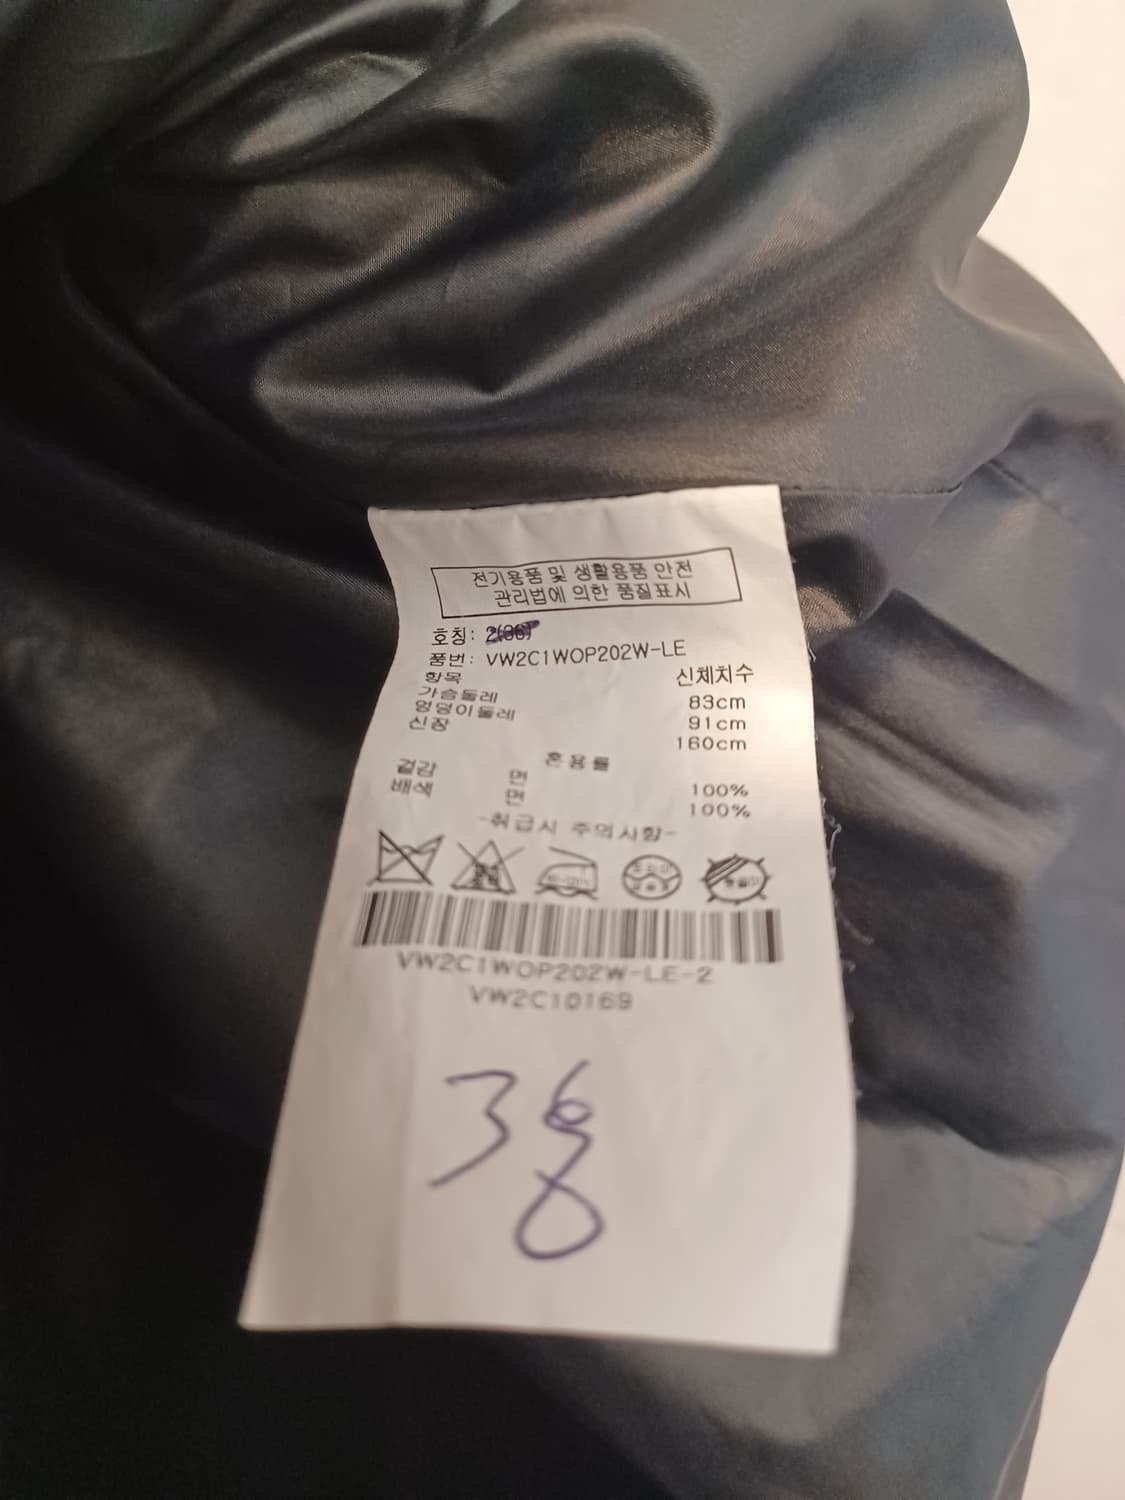 전기용품 및 생활용품 안전
관리법에 의한 품질표시
호칭: 2(36)
품번: VW2C1WOP202W-LE
항목 신체치수
가슴둘레 83cm
엉덩이둘레 91cm
신장 160cm
혼용률
겉감 면 100%
배색 면 100%
-취급시 주의사항-
VW2C1WOP202W-LE-2
VW2C10169